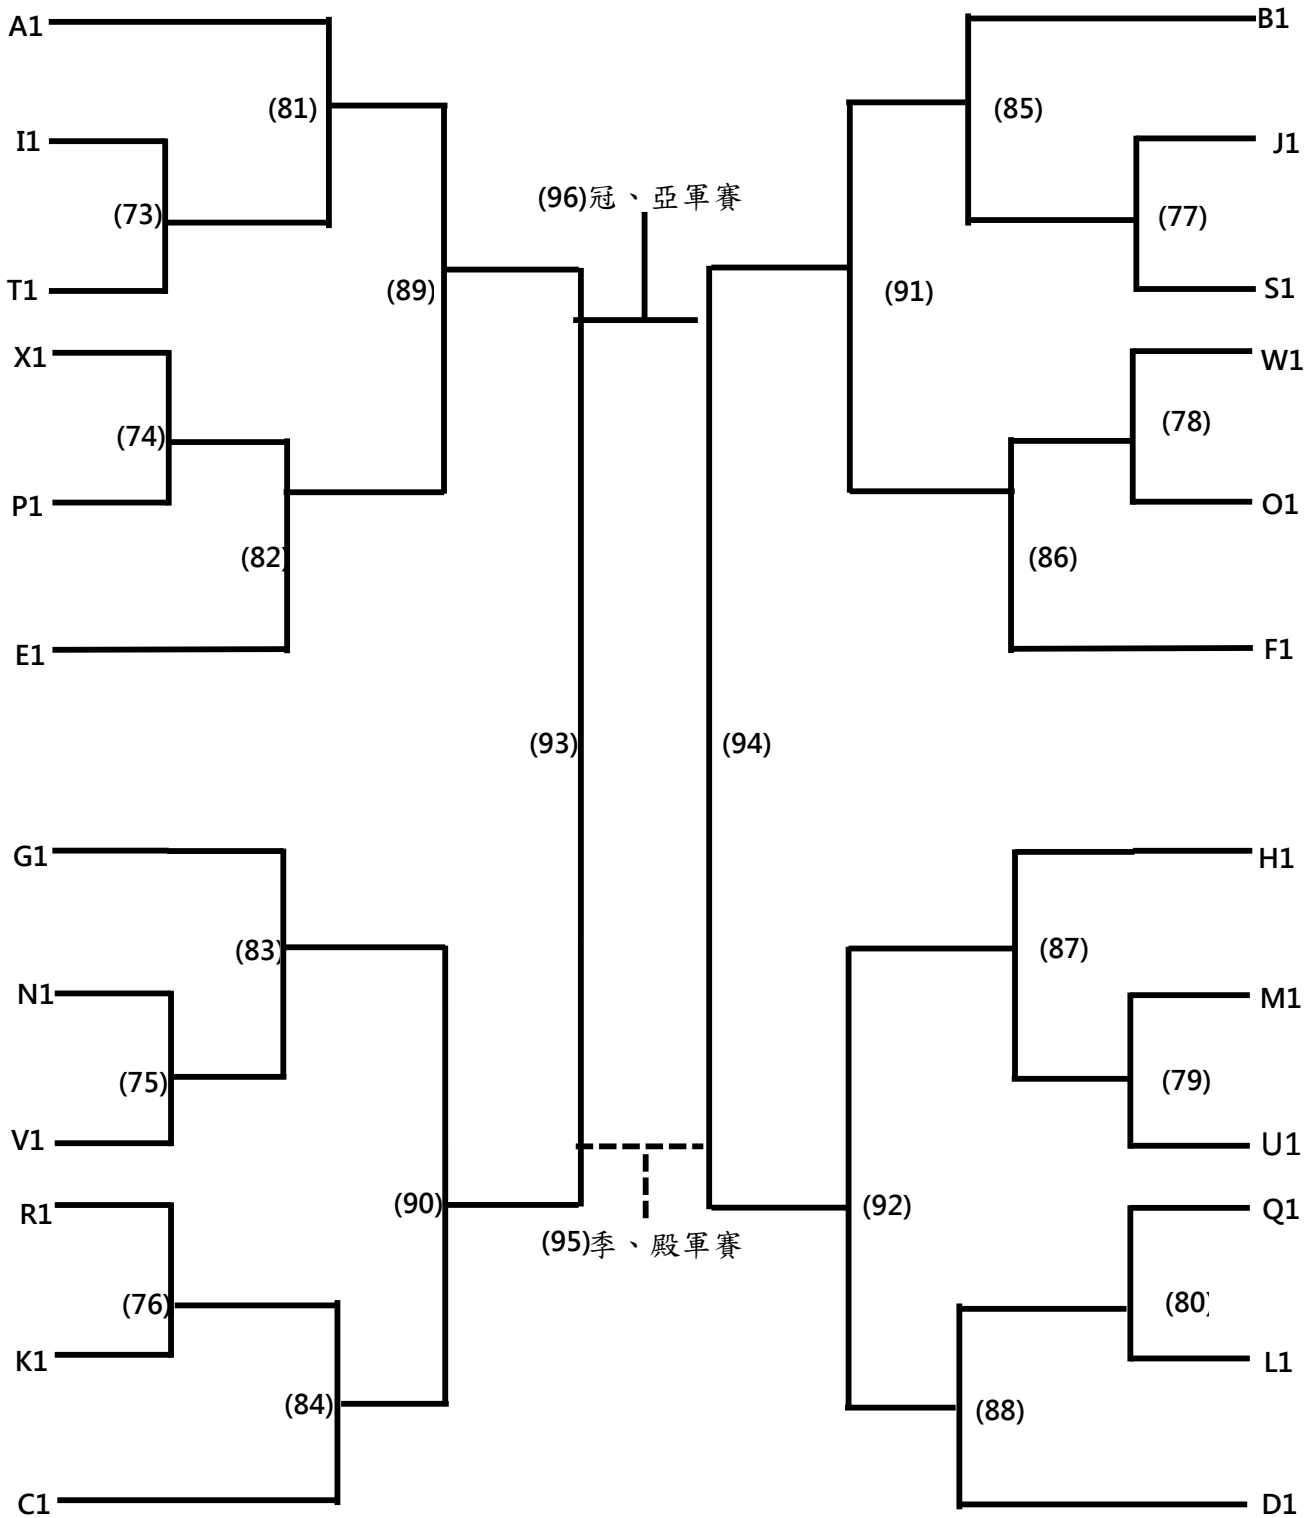 A1
B1
(81)
(85)
I1
J1
(73)
(77)
(96)冠、亞軍賽
T1
S1
(89)
(91)
X1
W1
(74)
(78)
P1
O1
(82)
(86)
E1
F1
(93)
(94)
G1
H1
(83)
(87)
N1
M1
(75)
(79)
V1
U1
R1
Q1
(90)
(92)
(95)季、殿軍賽
(76)
(80)
K1
L1
(84)
(88)
C1
D1